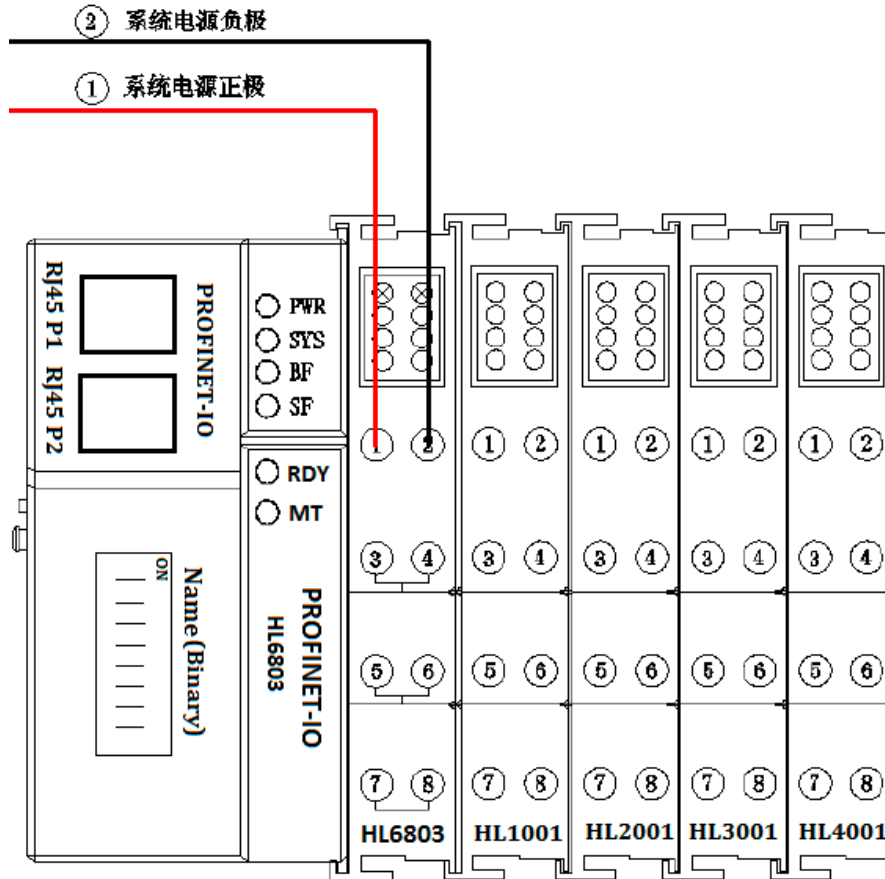 ② 系统电源负极
① 系统电源正极
RJ45 P1 RJ45 P2
PROFINET-IO
PWR
SYS
BF
SF
RDY
MT
ON
Name(Binary)
PROFINET-IO
HL6803
① ② ① ② ① ② ① ② ① ②
③ ④ ③ ④ ③ ④ ③ ④ ③ ④
⑤ ⑥ ⑤ ⑥ ⑤ ⑥ ⑤ ⑥ ⑤ ⑥
⑦ ⑧ ⑦ ⑧ ⑦ ⑧ ⑦ ⑧ ⑦ ⑧
HL6803 HL1001 HL2001 HL3001 HL4001